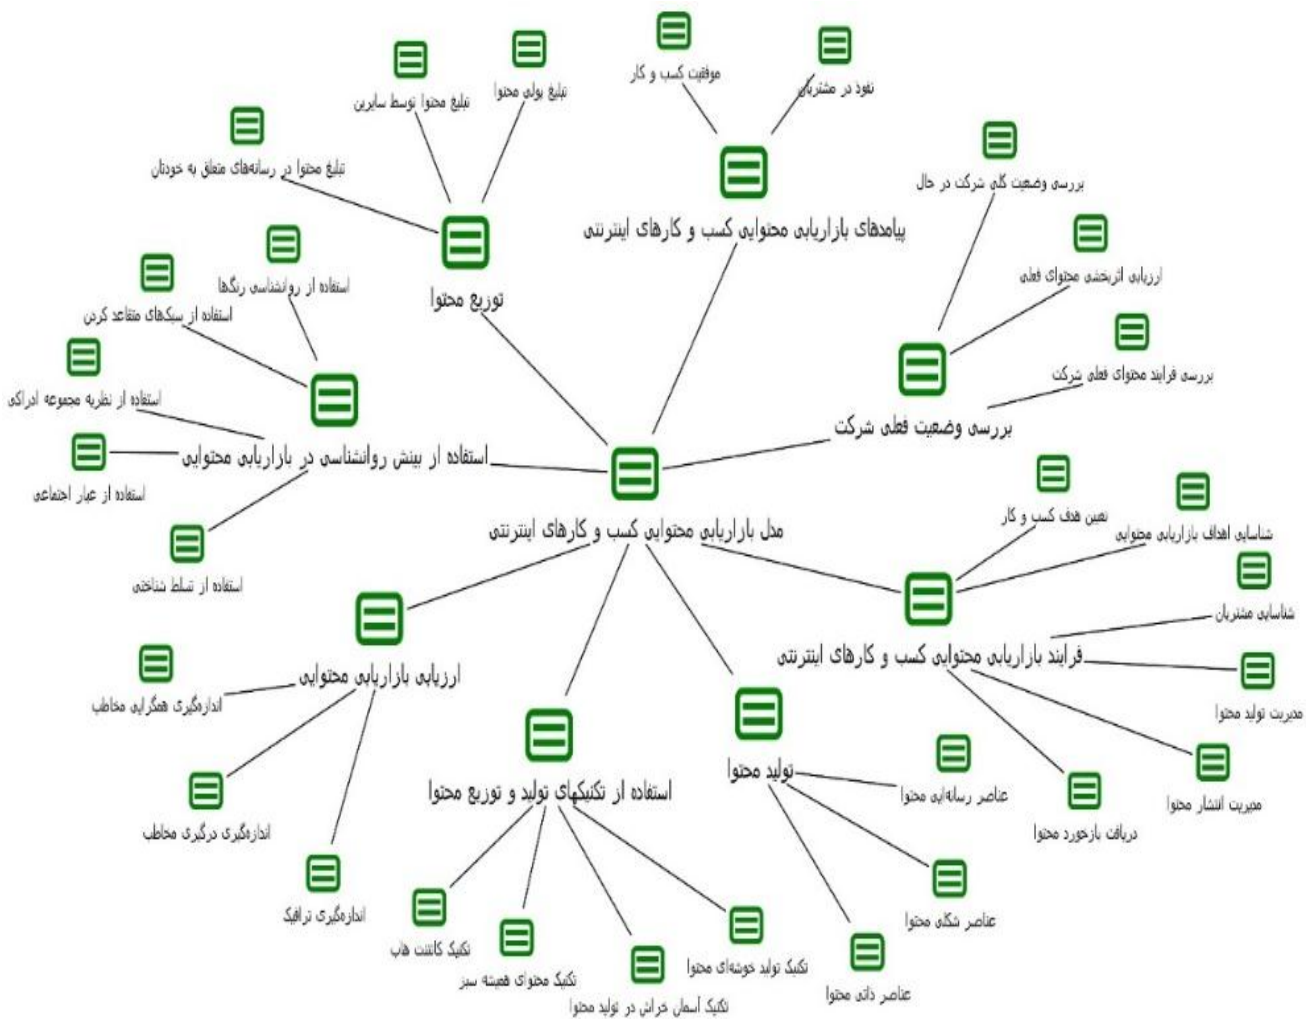 موفقیت کسب و کار
نفوذ در مشتریان
پیامدهای بازاریابی محتوایی کسب و کارهای اینترنتی
تبلیغ پولی محتوا
تبلیغ محتوا توسط سایرین
تبلیغ محتوا در رسانه‌های متعلق به خودتان
توزیع محتوا
بررسی وضعیت کلی شرکت در حال
ارزیابی اثربخشی محتوای فعلی
بررسی فرایند محتوای فعلی شرکت
بررسی وضعیت فعلی شرکت
استفاده از روانشناسی رنگ‌ها
استفاده از سبک‌های متقاعد کردن
استفاده از نظریه مجموعه ادراکی
استفاده از عیار اجتماعی
استفاده از تسلط شناختی
استفاده از بینش روانشناسی در بازاریابی محتوایی
مدل بازاریابی محتوایی کسب و کارهای اینترنتی
تعین هدف کسب و کار
شناسایی اهداف بازاریابی محتوایی
شناسایی مشتریان
فرایند بازاریابی محتوایی کسب و کارهای اینترنتی
مدیریت تولید محتوا
مدیریت انتشار محتوا
دریافت بازخورد محتوا
ارزیابی بازاریابی محتوایی
اندازه‌گیری همگرایی مخاطب
اندازه‌گیری درگیری مخاطب
اندازه‌گیری ترافیک
تولید محتوا
عناصر رسانه‌ایی محتوا
عناصر شکلی محتوا
عناصر ذاتی محتوا
استفاده از تکنیکهای تولید و توزیع محتوا
تکنیک کانتنت هاب
تکنیک محتوای همیشه سبز
تکنیک آسمان خراش در تولید محتوا
تکنیک تولید خوشه‌ای محتوا